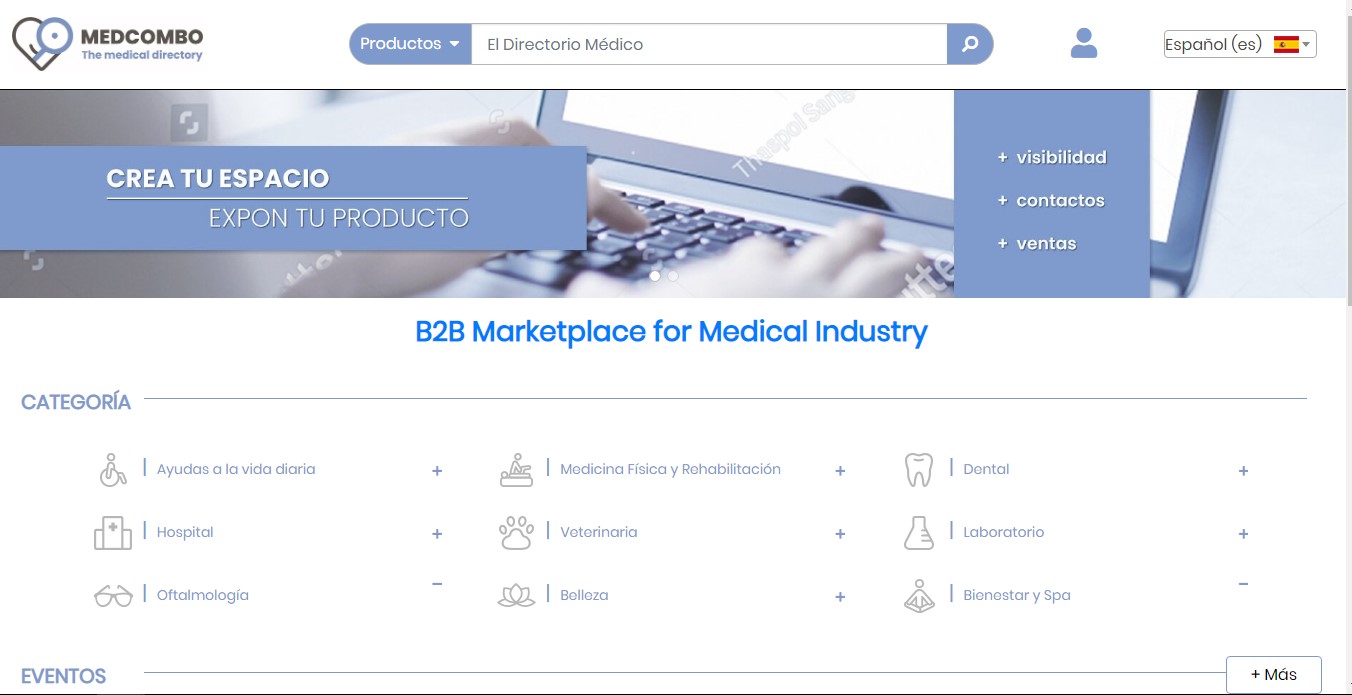 MEDCOMBO
The medical directory
Productos
El Directorio Médico
Español (es)
CREA TU ESPACIO
EXPON TU PRODUCTO
Thaspol Sang
+ visibilidad
+ contactos
+ ventas
B2B Marketplace for Medical Industry
CATEGORÍA
Ayudas a la vida diaria +
Medicina Física y Rehabilitación +
Dental +
Hospital +
Veterinaria +
Laboratorio +
Oftalmología −
Belleza +
Bienestar y Spa −
EVENTOS
+ Más